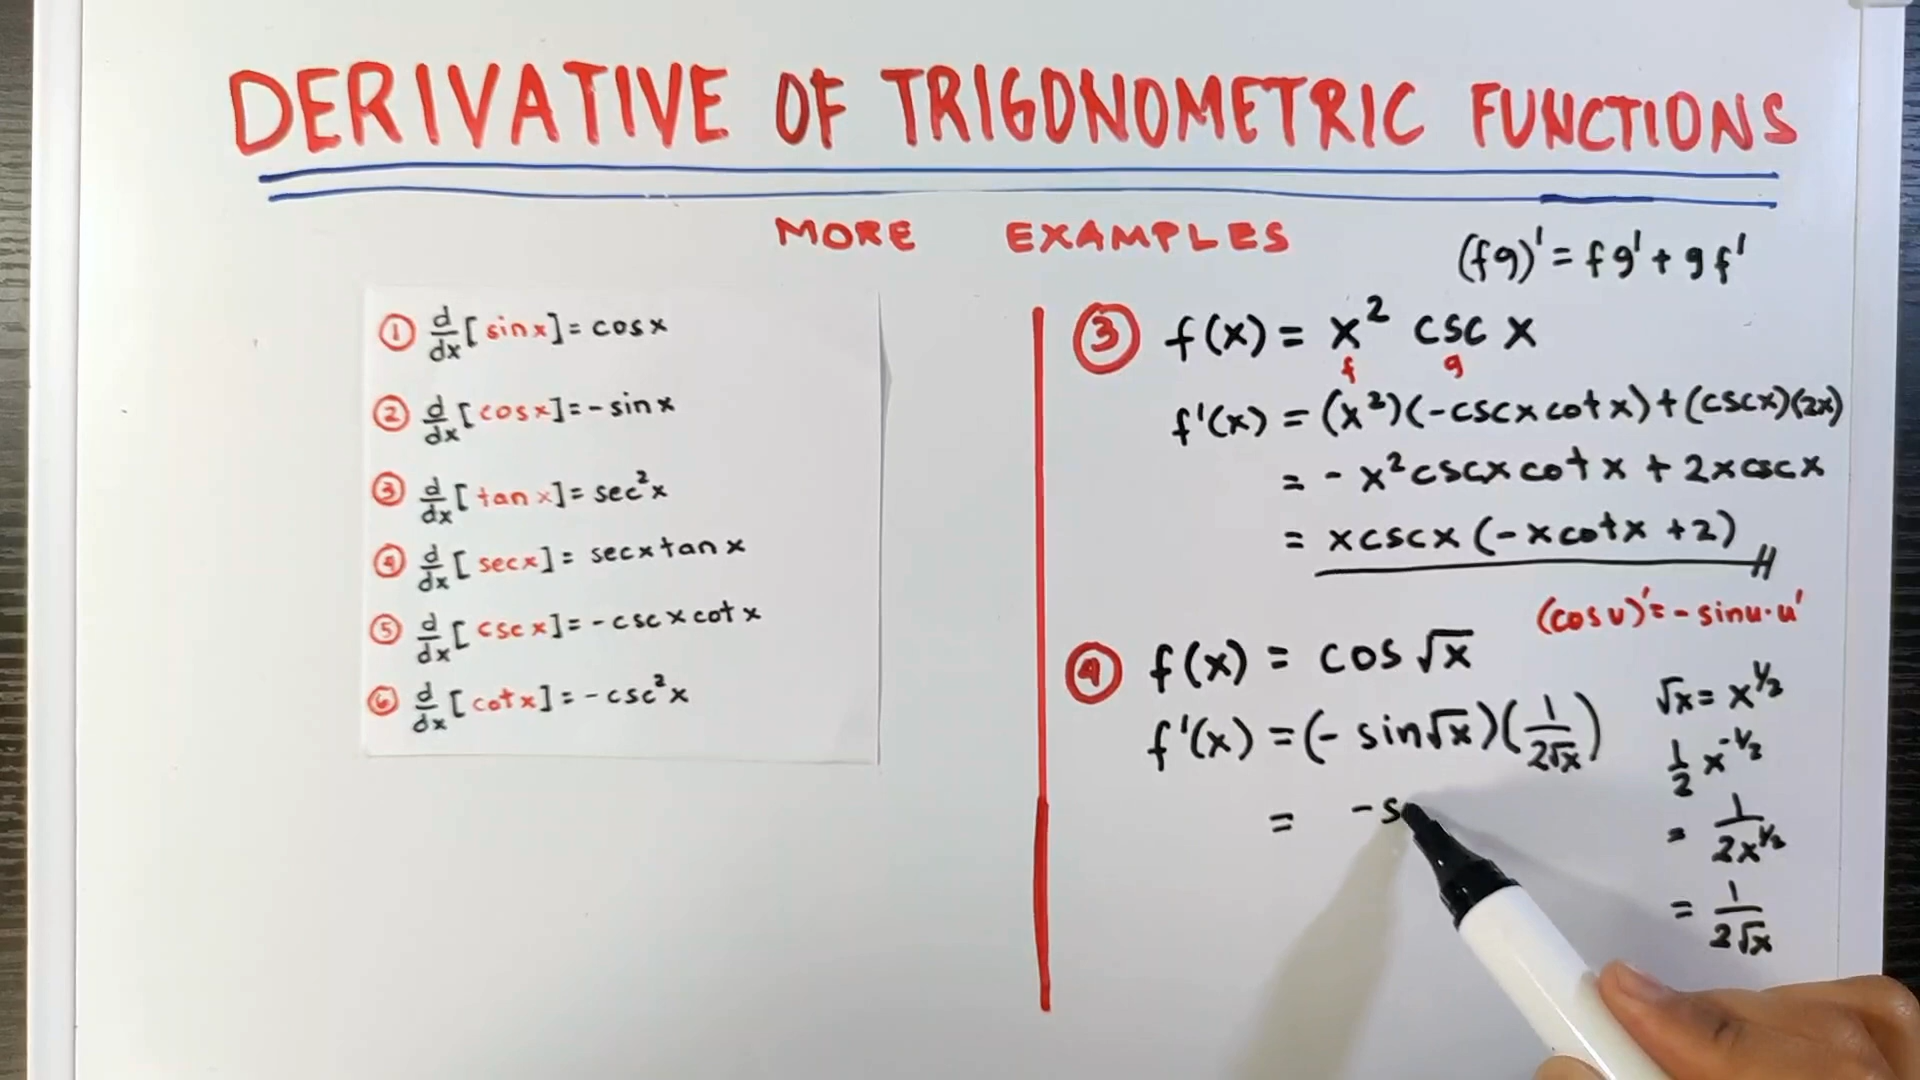 DERIVATIVE OF TRIGONOMETRIC FUNCTIONS
MORE EXAMPLES
① d/dx [sin x] = cos x
② d/dx [cos x] = - sin x
③ d/dx [tan x] = sec²x
④ d/dx [sec x] = sec x tan x
⑤ d/dx [csc x] = - csc x cot x
⑥ d/dx [cot x] = - csc²x
(fg)' = fg' + gf'
③ f(x) = x² csc x
f g
f'(x) = (x²)(-csc x cot x) + (csc x)(2x)
= - x² csc x cot x + 2x csc x
= x csc x (-x cot x + 2)
(cos u)' = - sin u · u'
④ f(x) = cos √x
f'(x) = (- sin √x)(1/2√x)
= - s
√x = x^1/2
1/2 x^-1/2
= 1/2x^1/2
= 1/2√x